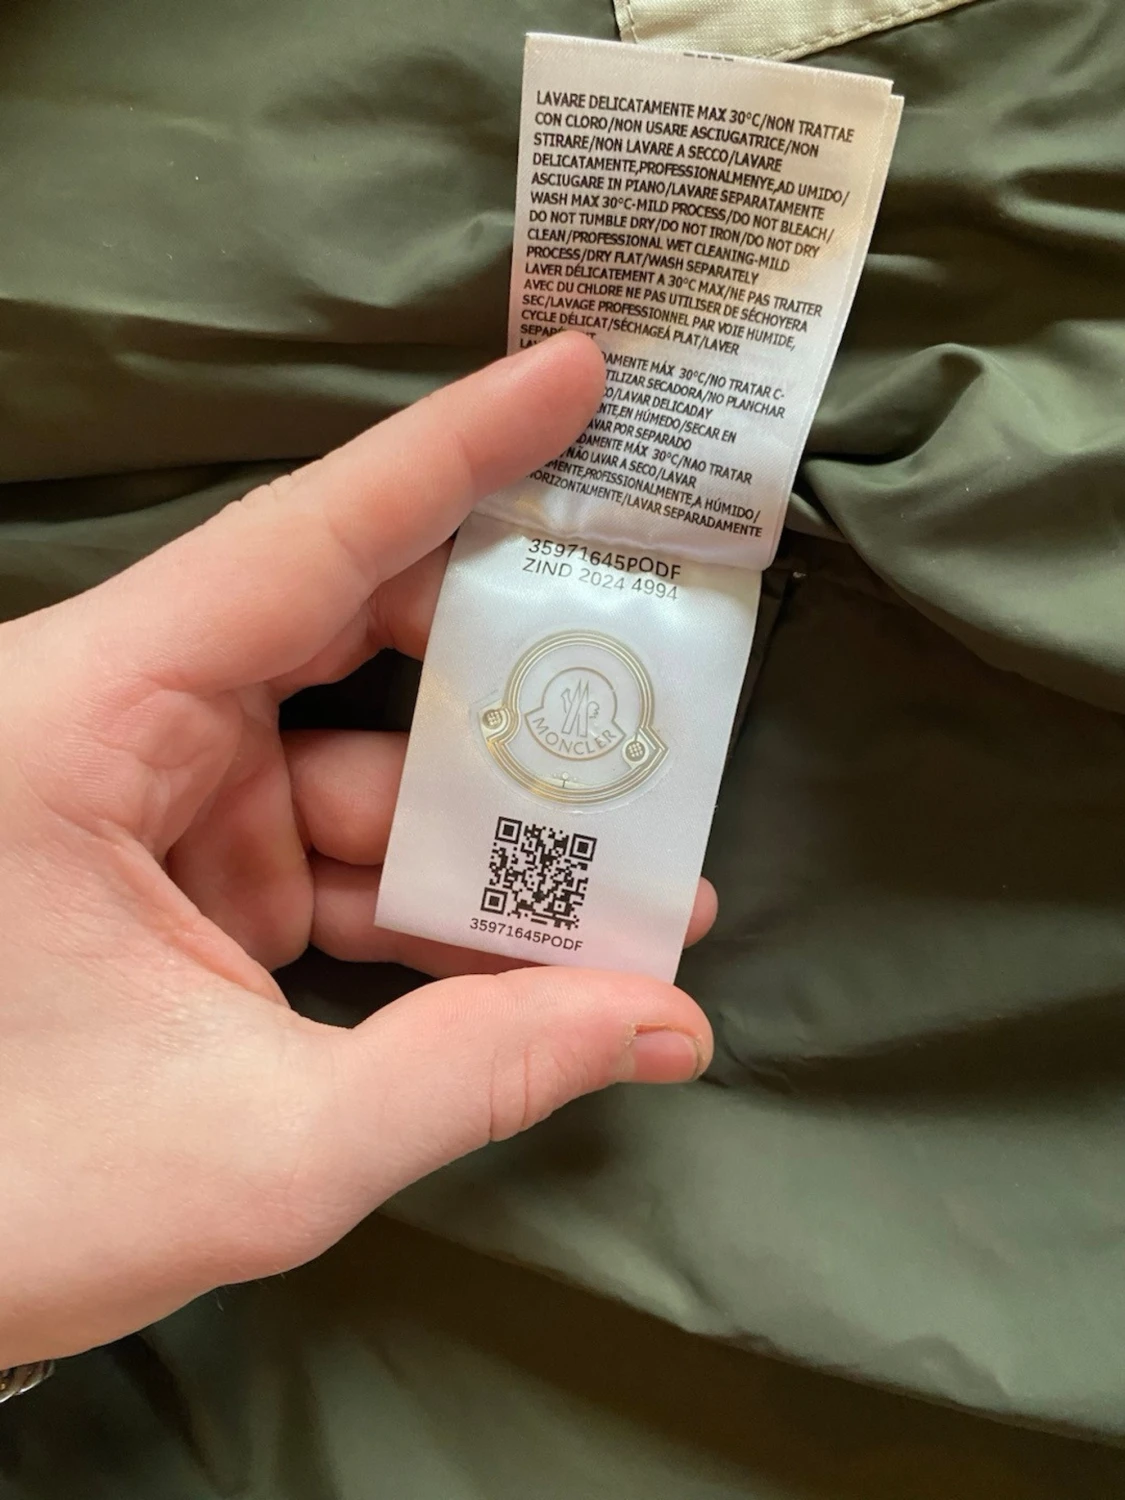 LAVARE DELICATAMENTE MAX 30°C/NON TRATTAE
CON CLORO/NON USARE ASCIUGATRICE/NON
STIRARE/NON LAVARE A SECCO/LAVARE
DELICATAMENTE,PROFESSIONALMENYE,AD UMIDO/
ASCIUGARE IN PIANO/LAVARE SEPARATAMENTE
WASH MAX 30°C-MILD PROCESS/DO NOT BLEACH/
DO NOT TUMBLE DRY/DO NOT IRON/DO NOT DRY
CLEAN/PROFESSIONAL WET CLEANING-MILD
PROCESS/DRY FLAT/WASH SEPARATELY
LAVER DÉLICATEMENT A 30°C MAX/NE PAS TRAITER
AVEC DU CHLORE NE PAS UTILISER DE SÉCHOYERA
SEC/LAVAGE PROFESSIONNEL PAR VOIE HUMIDE,
CYCLE DÉLICAT/SÉCHAGEÁ PLAT/LAVER
MÁX 30°C/NO TRATAR C-
SECADORA/NO PLANCHAR
CO/LAVAR DELICADAY
NTE,EN HÚMEDO/SECAR EN
AVAR POR SEPARADO
DAMENTE MÁX 30°C/NAO TRATAR
NÃO LAVAR A SECO/LAVAR
MENTE,PROFISSIONALMENTE,A HÚMIDO/
HORIZONTALMENTE/LAVAR SEPARADAMENTE
35971645PODF
ZIND 2024 4994
MONCLER
35971645PODF